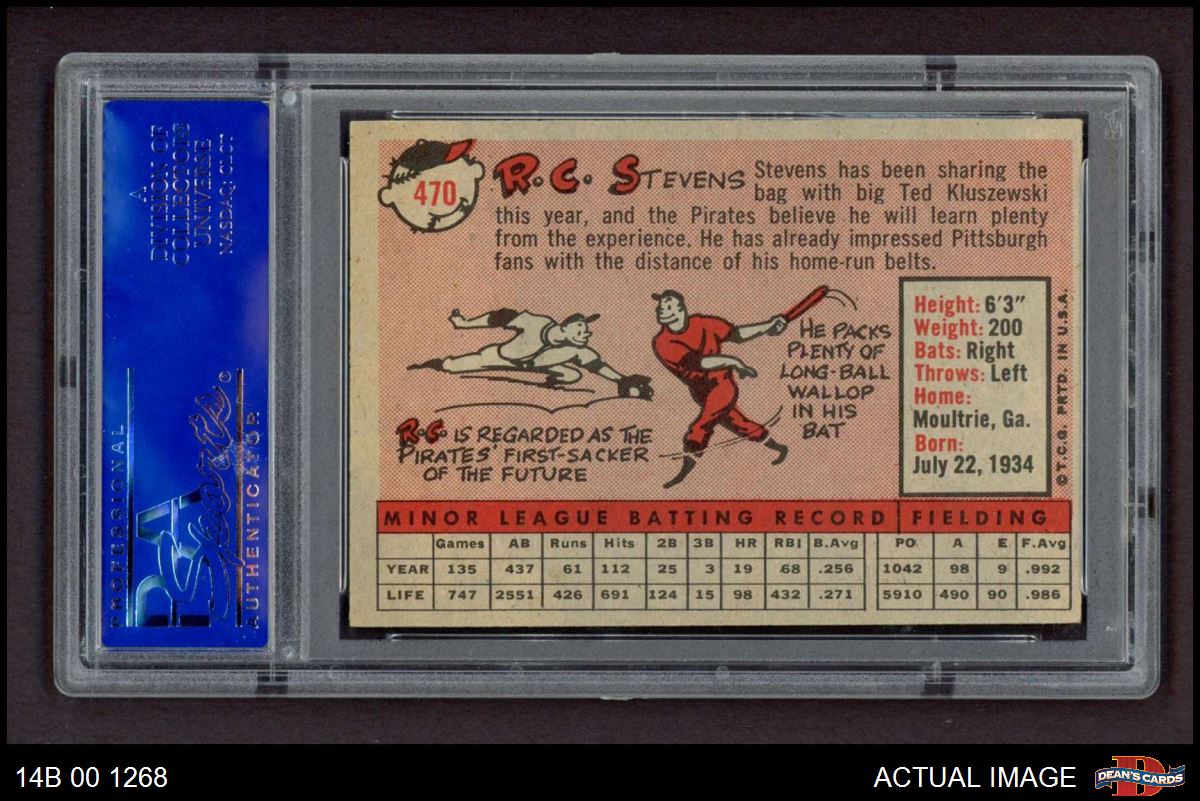 A
DIVISION OF
COLLECTORS
UNIVERSE
NASDAQ: CLCT
PROFESSIONAL
PSA
Sports®
AUTHENTICATOR
470
R.C. STEVENS
Stevens has been sharing the
bag with big Ted Kluszewski
this year, and the Pirates believe he will learn plenty
from the experience. He has already impressed Pittsburgh
fans with the distance of his home-run belts.
R.C. IS REGARDED AS THE
PIRATES' FIRST-SACKER
OF THE FUTURE
HE PACKS
PLENTY OF
LONG-BALL
WALLOP
IN HIS
BAT
Height: 6'3"
Weight: 200
Bats: Right
Throws: Left
Home:
Moultrie, Ga.
Born:
July 22, 1934
©T.C.G. PRTD. IN U.S.A.
MINOR LEAGUE BATTING RECORD FIELDING
Games AB Runs Hits 2B 3B HR RBI B.Avg PO A E F.Avg
YEAR 135 437 61 112 25 3 19 68 .256 1042 98 9 .992
LIFE 747 2551 426 691 124 15 98 432 .271 5910 490 90 .986
14B 00 1268
ACTUAL IMAGE
DEAN'S CARDS